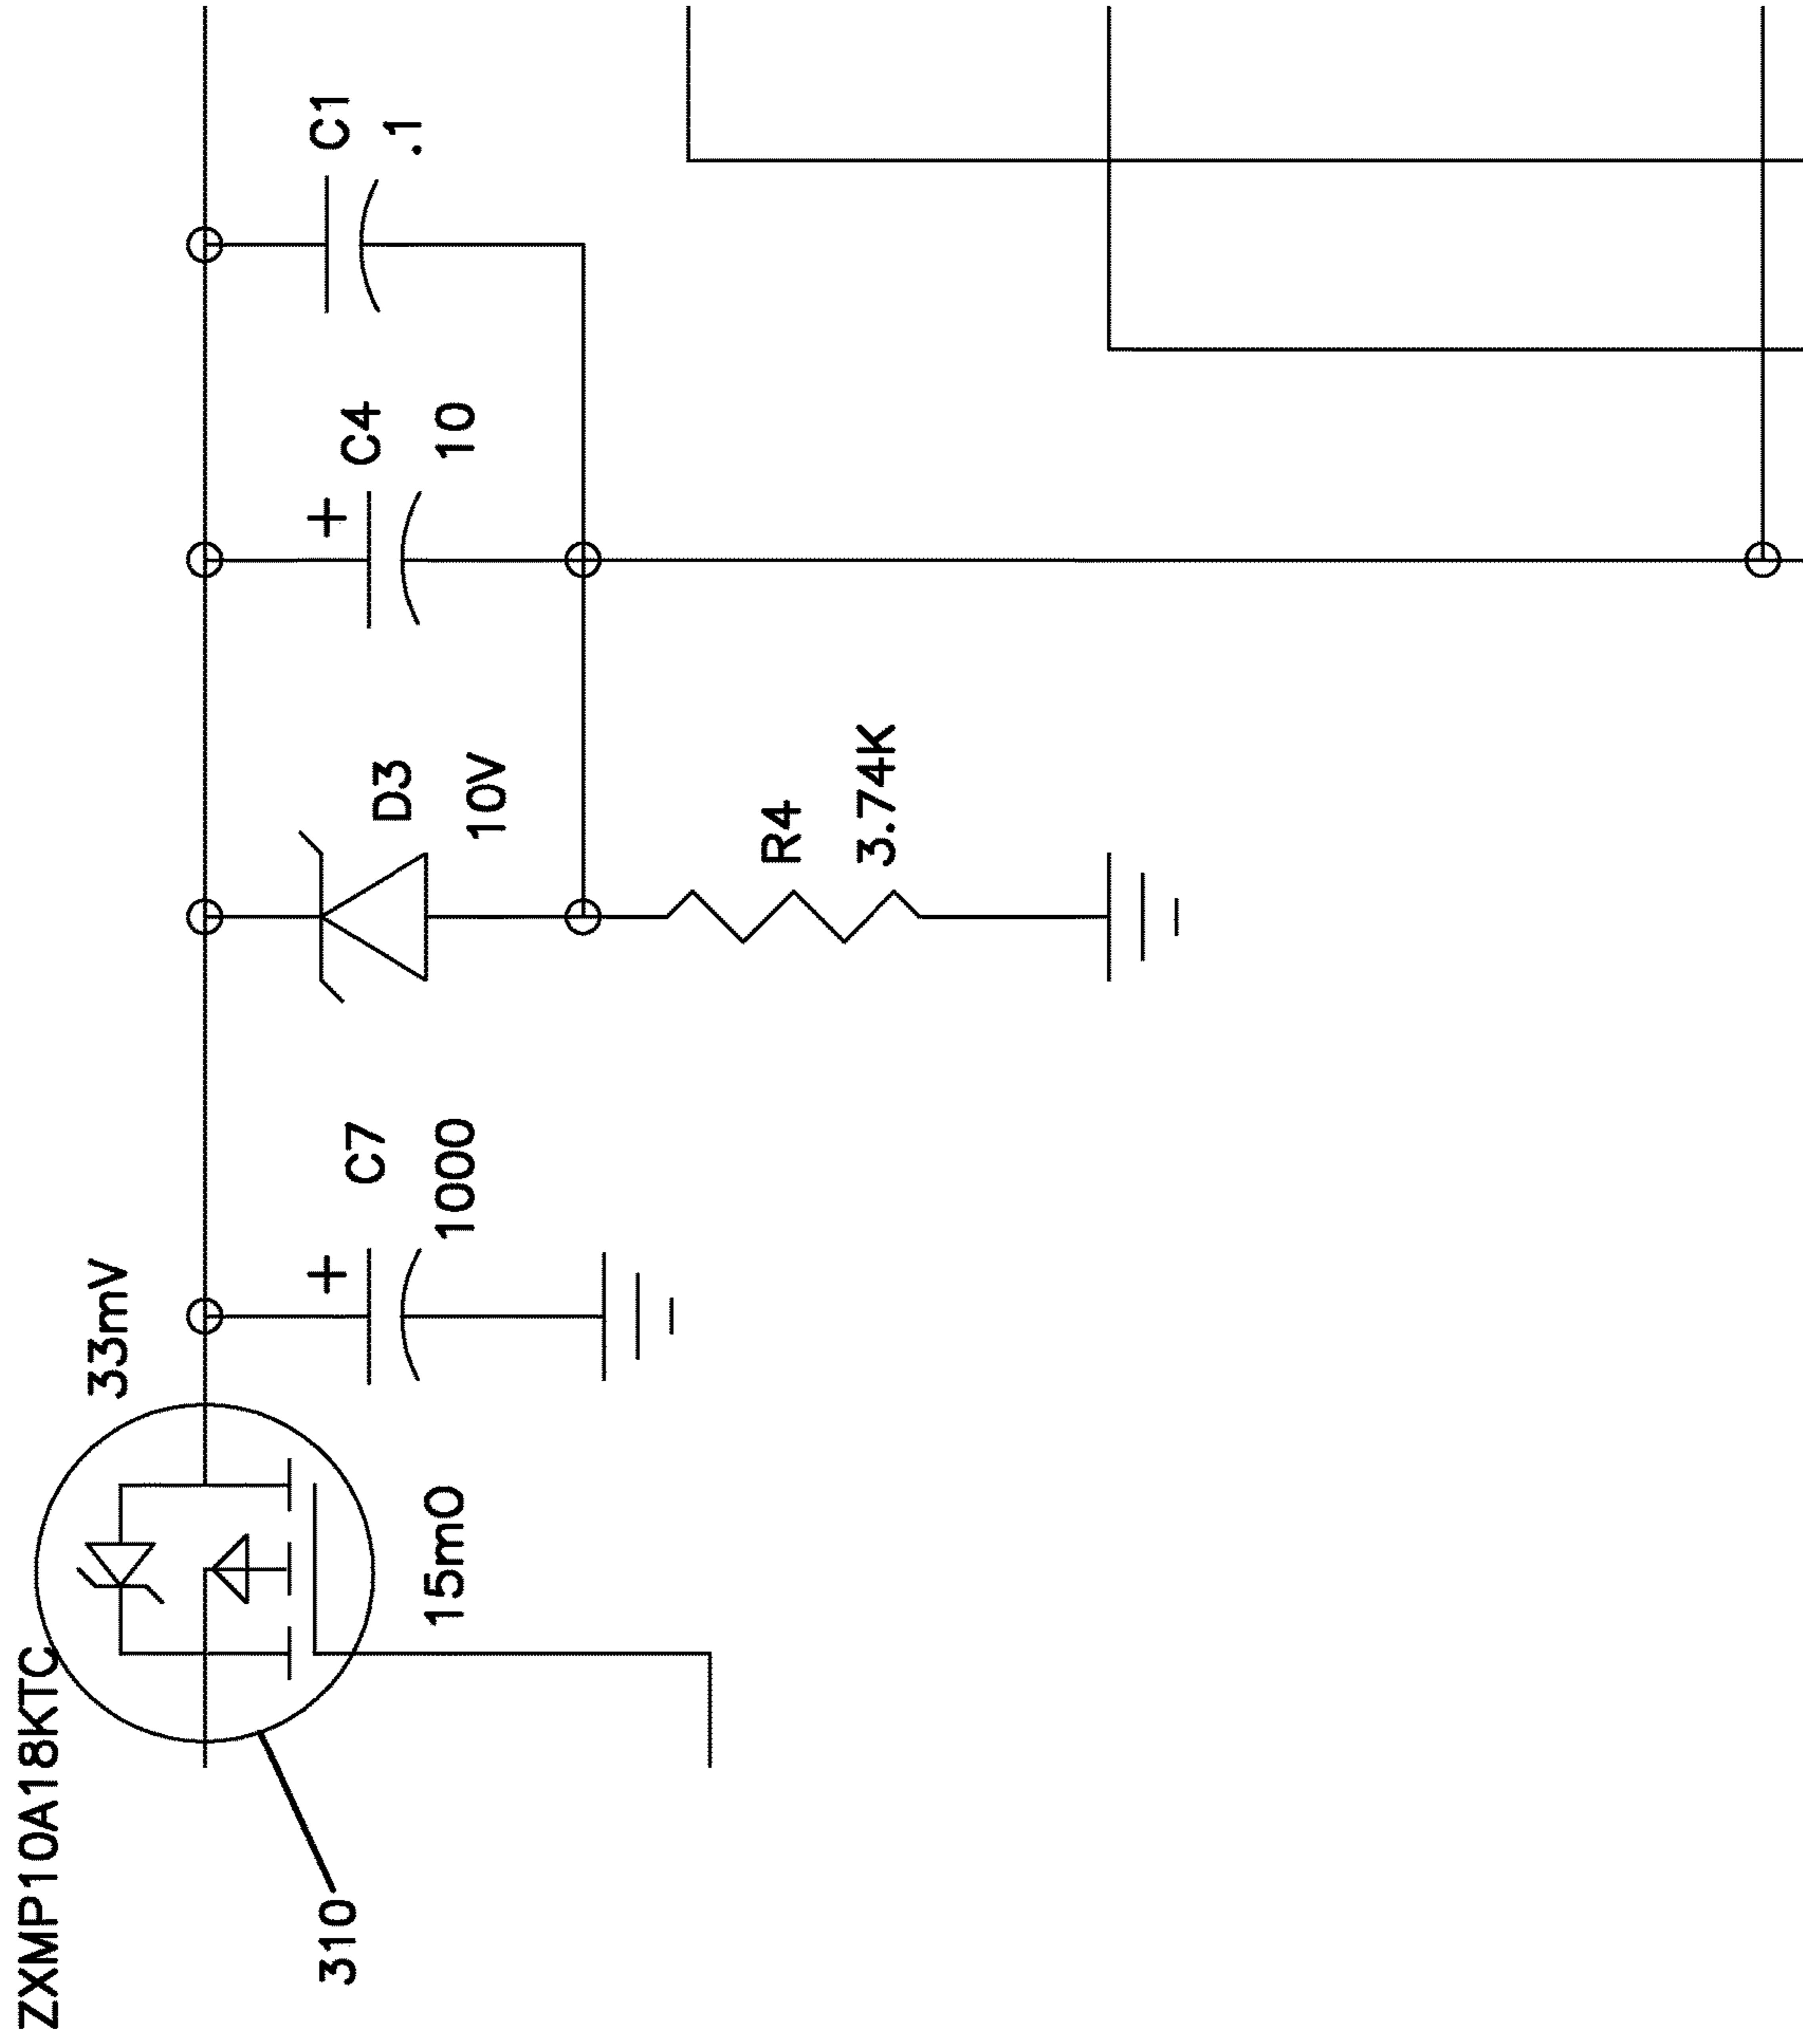 ZXMP10A18KTC
310
33mV
15mO
C7
1000
D3
10V
R4
3.74K
+
C4
10
+
C1
.1